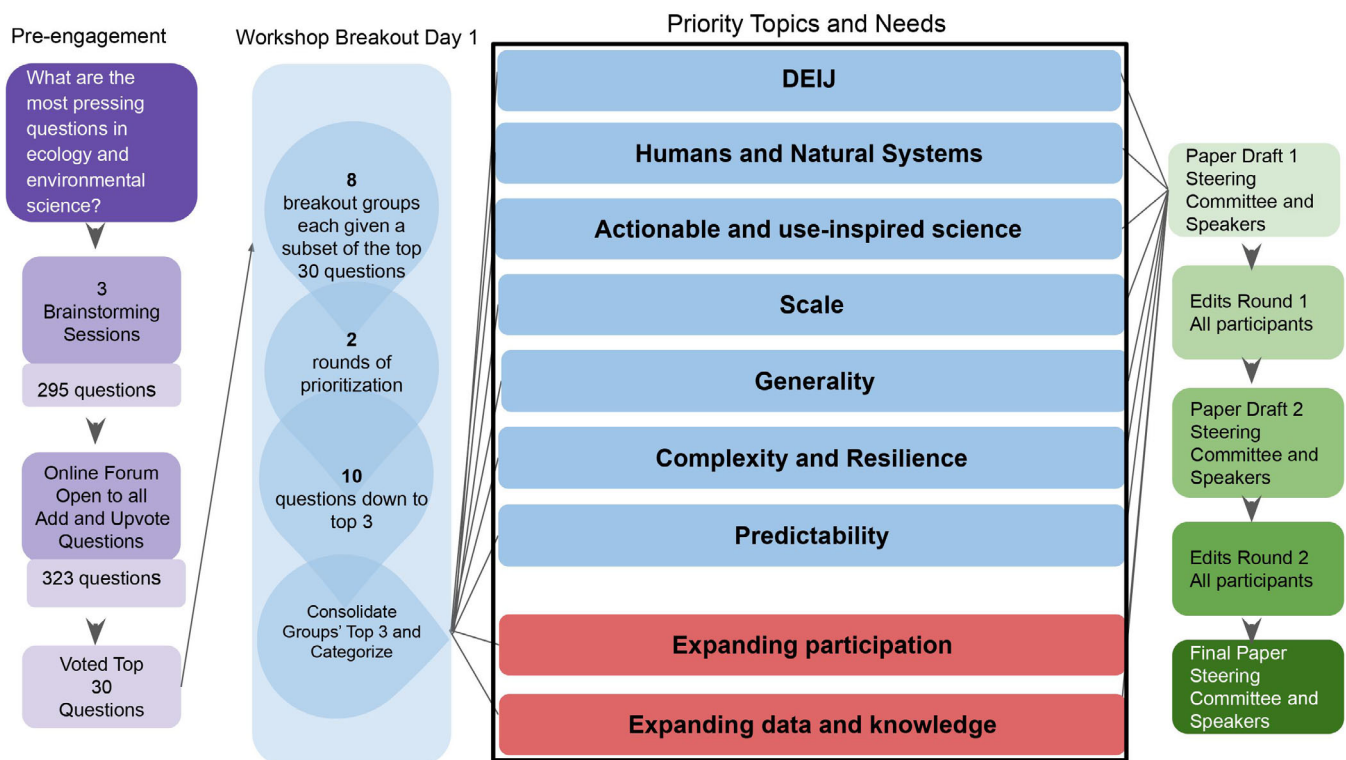 Pre-engagement
What are the
most pressing
questions in
ecology and
environmental
science?
3
Brainstorming
Sessions
295 questions
Online Forum
Open to all
Add and Upvote
Questions
323 questions
Voted Top
30
Questions
Workshop Breakout Day 1
8
breakout groups
each given a
subset of the top
30 questions
2
rounds of
prioritization
10
questions down to
top 3
Consolidate
Groups' Top 3 and
Categorize
Priority Topics and Needs
DEIJ
Humans and Natural Systems
Actionable and use-inspired science
Scale
Generality
Complexity and Resilience
Predictability
Expanding participation
Expanding data and knowledge
Paper Draft 1
Steering
Committee and
Speakers
Edits Round 1
All participants
Paper Draft 2
Steering
Committee and
Speakers
Edits Round 2
All participants
Final Paper
Steering
Committee and
Speakers